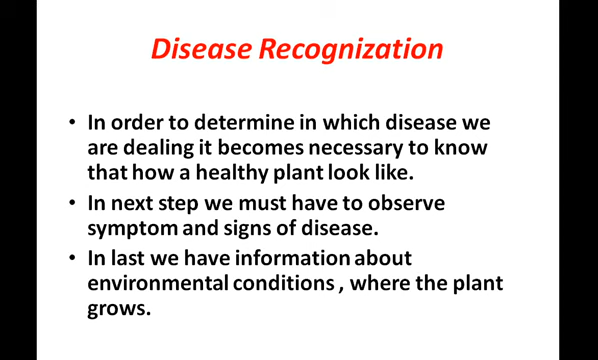 Disease Recognization
• In order to determine in which disease we
are dealing it becomes necessary to know
that how a healthy plant look like.
• In next step we must have to observe
symptom and signs of disease.
• In last we have information about
environmental conditions , where the plant
grows.